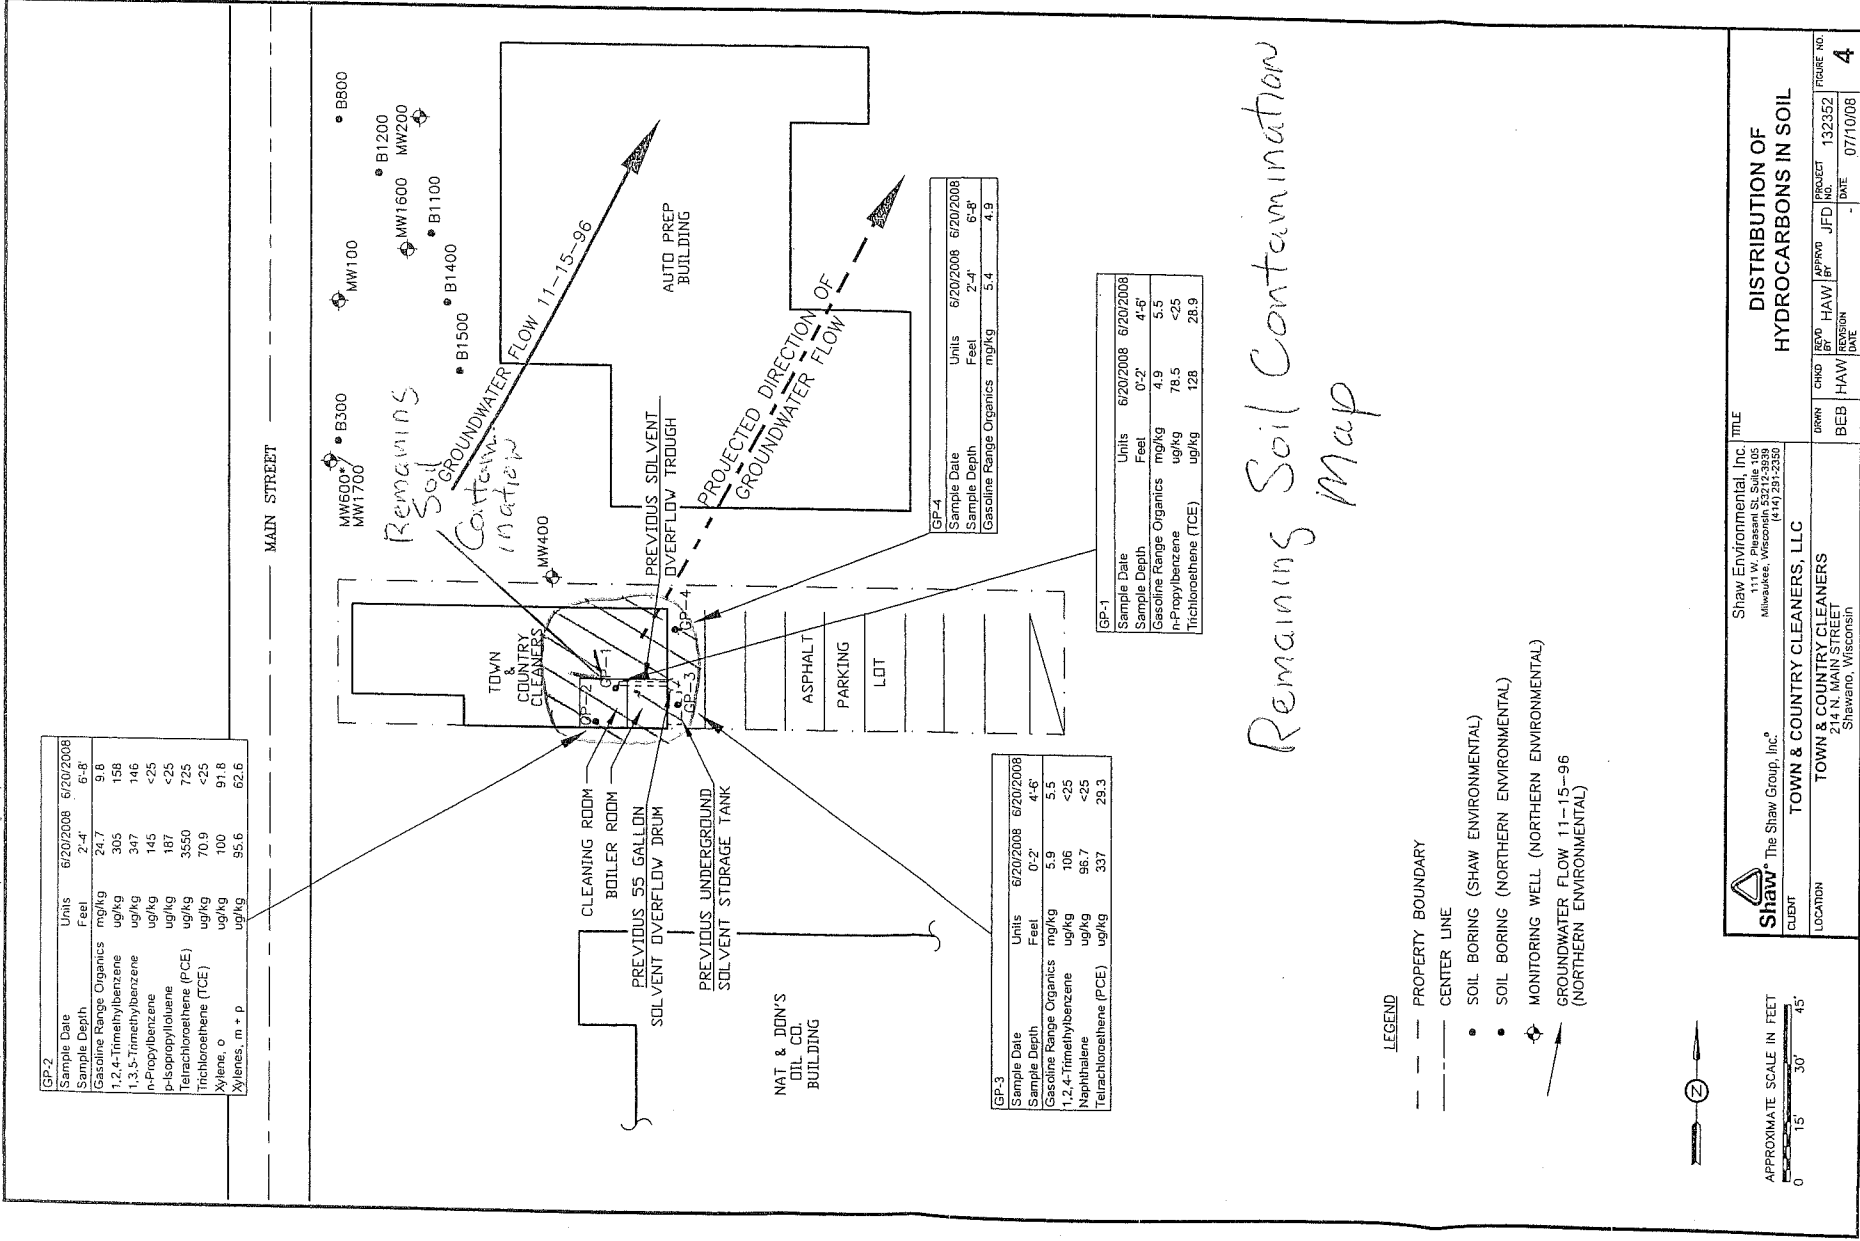 GP-2
Sample Date Units 6/20/2008 6/20/2008
Sample Depth Feel 2'-4' 6'-8'
Gasoline Range Organics mg/kg 24.7 9.8
1,2,4-Trimethylbenzene ug/kg 305 158
1,3,5-Trimethylbenzene ug/kg 347 146
n-Propylbenzene ug/kg 145 <25
p-Isopropylloluene ug/kg 187 <25
Tetrachloroethene (PCE) ug/kg 3550 725
Trichloroethene (TCE) ug/kg 70.9 <25
Xylene, o ug/kg 100 91.8
Xylenes, m + p ug/kg 95.6 62.6
MAIN STREET
MW600*
MW1700
B300
MW100
B800
B1200
MW200
MW1600
B1100
B1400
B1500
MW400
Remaining
Soil
Contam
ination
GROUNDWATER FLOW 11-15-96
AUTO PREP
BUILDING
TOWN
&
COUNTRY
CLEANERS
GP-2
GP-1
GP-3
GP-4
CLEANING ROOM
BOILER ROOM
PREVIOUS 55 GALLON
SOLVENT OVERFLOW DRUM
PREVIOUS UNDERGROUND
SOLVENT STORAGE TANK
PREVIOUS SOLVENT
OVERFLOW TROUGH
PROJECTED DIRECTION OF
GROUNDWATER FLOW
ASPHALT
PARKING
LOT
NAT & DON'S
OIL CO.
BUILDING
GP-4
Sample Date Units 6/20/2008 6/20/2008
Sample Depth Feel 2'-4' 6'-8'
Gasoline Range Organics mg/kg 5.4 4.9
GP-1
Sample Date Units 6/20/2008 6/20/2008
Sample Depth Feel 0'-2' 4'-6'
Gasoline Range Organics mg/kg 4.9 5.5
n-Propylbenzene ug/kg 78.5 <25
Trichloroethene (TCE) ug/kg 128 28.9
GP-3
Sample Date Units 6/20/2008 6/20/2008
Sample Depth Feel 0'-2' 4'-6'
Gasoline Range Organics mg/kg 5.9 5.5
1,2,4-Trimethylbenzene ug/kg 106 <25
Naphthalene ug/kg 96.7 <25
Telrachloroethene (PCE) ug/kg 337 29.3
Remaining Soil Contamination
Map
LEGEND
PROPERTY BOUNDARY
CENTER LINE
SOIL BORING (SHAW ENVIRONMENTAL)
SOIL BORING (NORTHERN ENVIRONMENTAL)
MONITORING WELL (NORTHERN ENVIRONMENTAL)
GROUNDWATER FLOW 11-15-96
(NORTHERN ENVIRONMENTAL)
N
APPROXIMATE SCALE IN FEET
0 15' 30' 45'
Shaw® The Shaw Group, Inc.®
Shaw Environmental, Inc.
111 W. Pleasant St. Suite 105
Milwaukee, Wisconsin 53212-3939
(414) 291-2350
TITLE
DISTRIBUTION OF
HYDROCARBONS IN SOIL
CLIENT TOWN & COUNTRY CLEANERS, LLC
LOCATION TOWN & COUNTRY CLEANERS
214 N. MAIN STREET
Shawano, Wisconsin
DRWN BEB
CHKD HAW
REV'D BY HAW
APPRV'D BY JFD
PROJECT NO. 132352
FIGURE NO. 4
REVISION DATE -
DATE 07/10/08